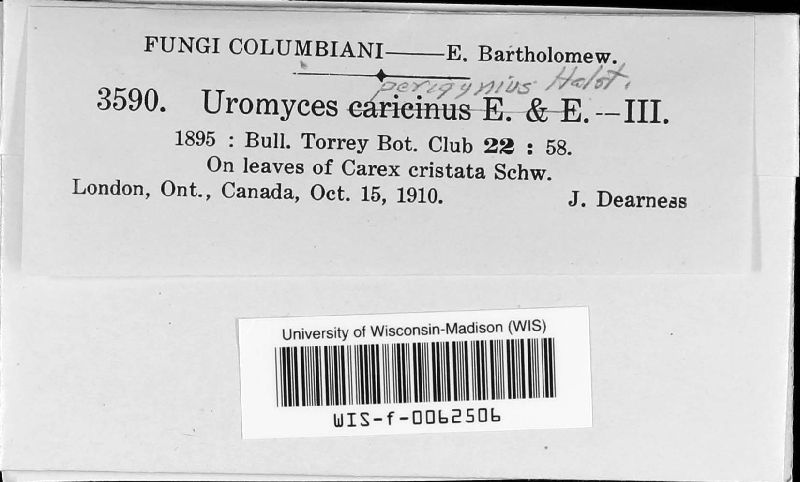 FUNGI COLUMBIANI——E. Bartholomew.
perigynius Halst.
3590. Uromyces caricinus E. & E.—III.
1895 : Bull. Torrey Bot. Club 22 : 58.
On leaves of Carex cristata Schw.
London, Ont., Canada, Oct. 15, 1910. J. Dearness
University of Wisconsin-Madison (WIS)
WIS-f-0062506